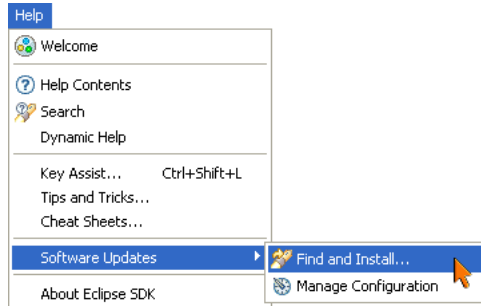 Help
Welcome
Help Contents
Search
Dynamic Help
Key Assist... Ctrl+Shift+L
Tips and Tricks...
Cheat Sheets...
Software Updates
Find and Install...
Manage Configuration
About Eclipse SDK